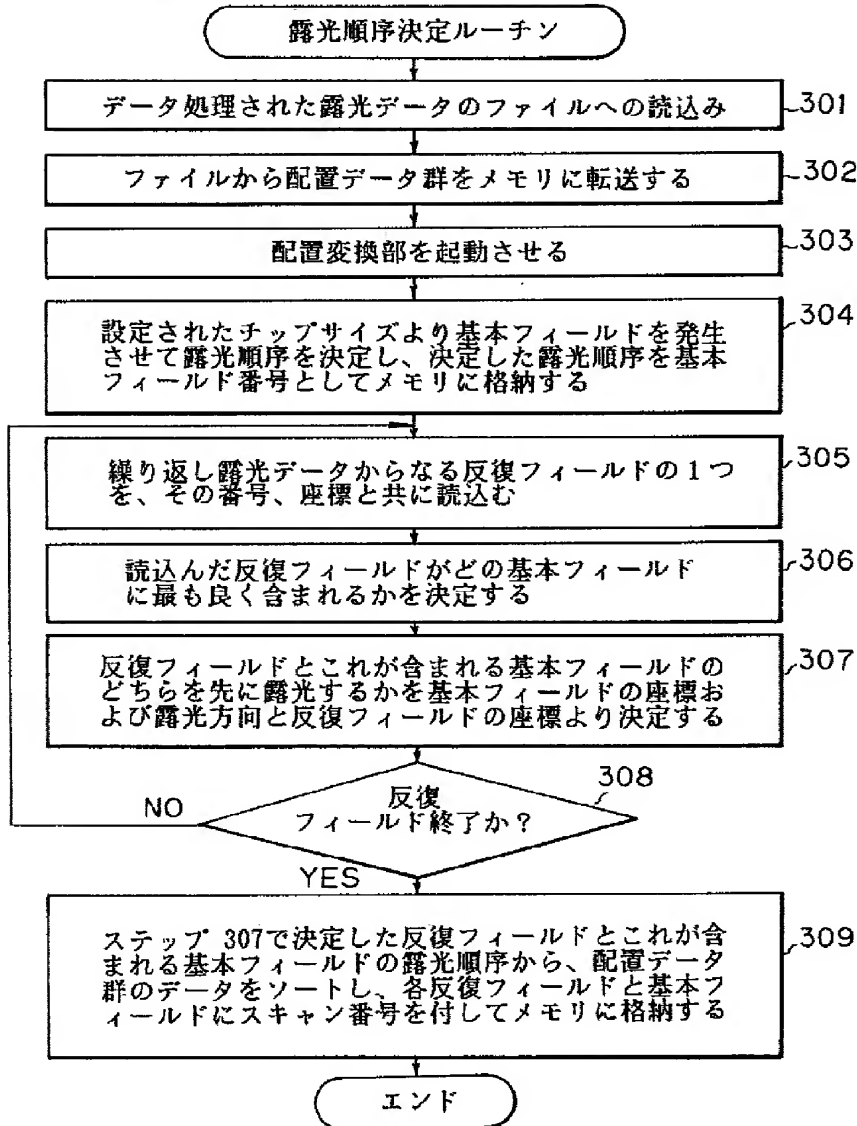 露光順序決定ルーチン
データ処理された露光データのファイルへの読込み
301
ファイルから配置データ群をメモリに転送する
302
配置変換部を起動させる
303
設定されたチップサイズより基本フィールドを発生
させて露光順序を決定し、決定した露光順序を基本
フィールド番号としてメモリに格納する
304
繰り返し露光データからなる反復フィールドの1つ
を、その番号、座標と共に読込む
305
読込んだ反復フィールドがどの基本フィールド
に最も良く含まれるかを決定する
306
反復フィールドとこれが含まれる基本フィールドの
どちらを先に露光するかを基本フィールドの座標お
よび露光方向と反復フィールドの座標より決定する
307
反復
フィールド終了か?
308
NO
YES
ステップ 307で決定した反復フィールドとこれが含
まれる基本フィールドの露光順序から、配置データ
群のデータをソートし、各反復フィールドと基本フ
ィールドにスキャン番号を付してメモリに格納する
309
エンド